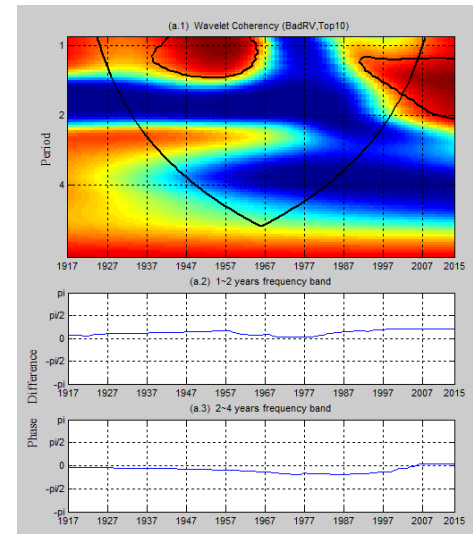 (a.1) Wavelet Coherency (BadRV,Top10)
1
2
4
Period
1917 1927 1937 1947 1957 1967 1977 1987 1997 2007 2015
(a.2) 1~2 years frequency band
pi
pi/2
0
-pi/2
-pi
1917 1927 1937 1947 1957 1967 1977 1987 1997 2007 2015
(a.3) 2~4 years frequency band
pi
pi/2
0
-pi/2
-pi
1917 1927 1937 1947 1957 1967 1977 1987 1997 2007 2015
Phase Difference